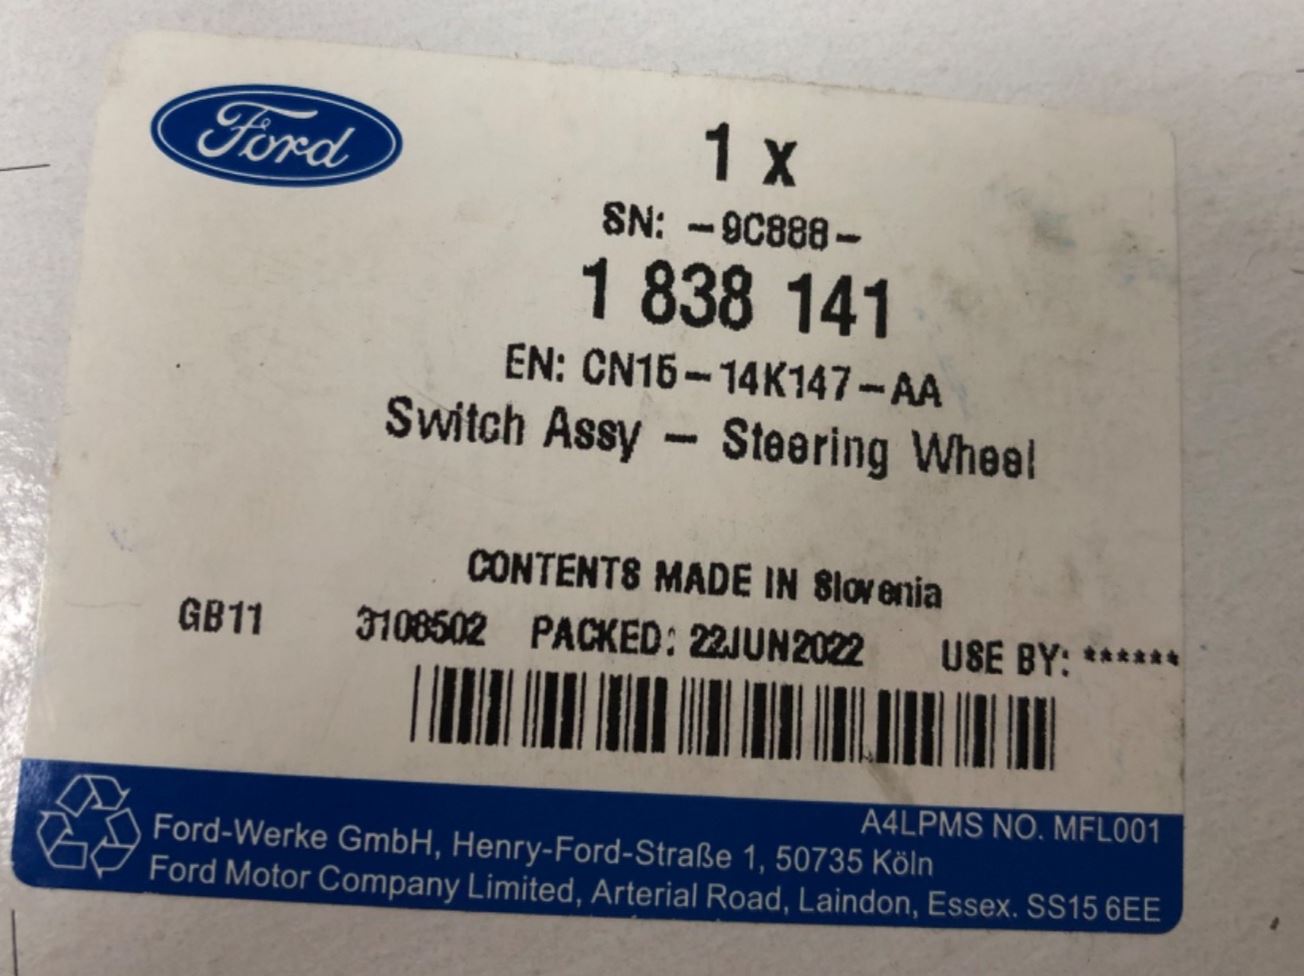 Ford
1 x
SN: -9C888-
1 838 141
EN: CN15-14K147-AA
Switch Assy - Steering Wheel
CONTENTS MADE IN Slovenia
GB11 3108502 PACKED: 22JUN2022 USE BY: ******
A4LPMS NO. MFL001
Ford-Werke GmbH, Henry-Ford-Straße 1, 50735 Köln
Ford Motor Company Limited, Arterial Road, Laindon, Essex. SS15 6EE